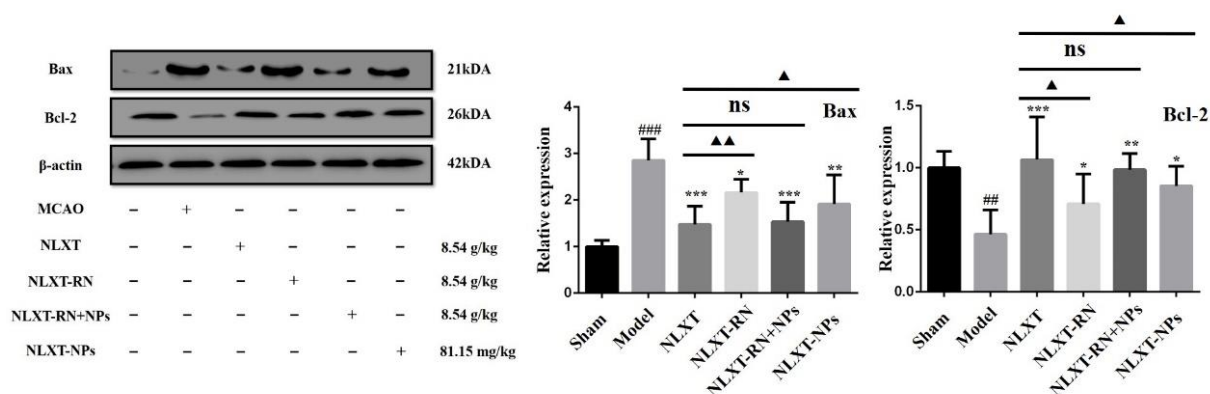 Bax 21kDA
Bcl-2 26kDA
β-actin 42kDA
MCAO – + – – – –
NLXT – – + – – – 8.54 g/kg
NLXT-RN – – – + – – 8.54 g/kg
NLXT-RN+NPs – – – – + – 8.54 g/kg
NLXT-NPs – – – – – + 81.15 mg/kg
Bax
Relative expression
4
3
2
1
0
###
***
*
***
**
▲▲
ns
▲
Sham
Model
NLXT
NLXT-RN
NLXT-RN+NPs
NLXT-NPs
Bcl-2
Relative expression
1.5
1.0
0.5
0.0
##
***
*
**
*
▲
ns
▲
Sham
Model
NLXT
NLXT-RN
NLXT-RN+NPs
NLXT-NPs